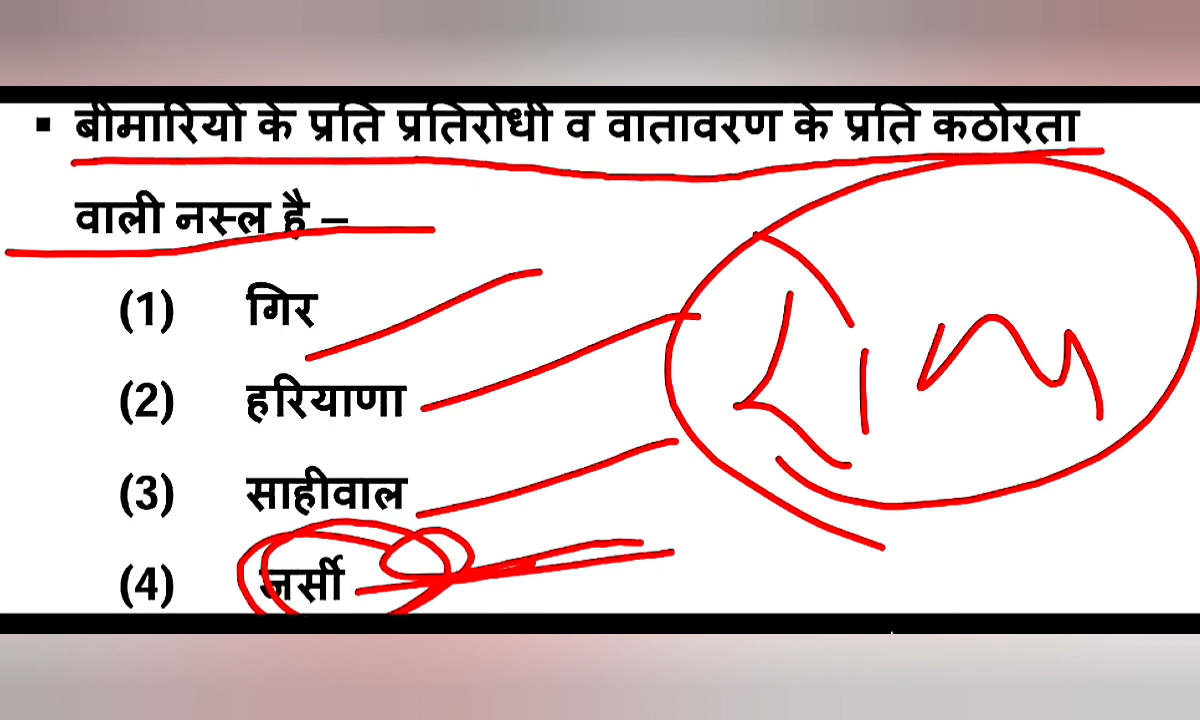 ▪ बीमारियों के प्रति प्रतिरोधी व वातावरण के प्रति कठोरता
वाली नस्ल है –
(1) गिर
(2) हरियाणा
(3) साहीवाल
(4) जर्सी